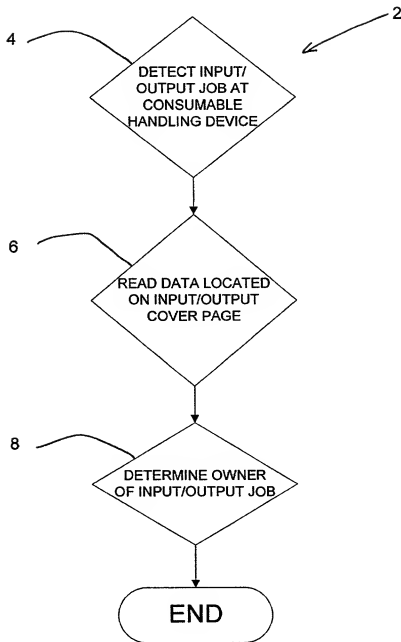 2
4
DETECT INPUT/
OUTPUT JOB AT
CONSUMABLE
HANDLING DEVICE
6
READ DATA LOCATED
ON INPUT/OUTPUT
COVER PAGE
8
DETERMINE OWNER
OF INPUT/OUTPUT JOB
END